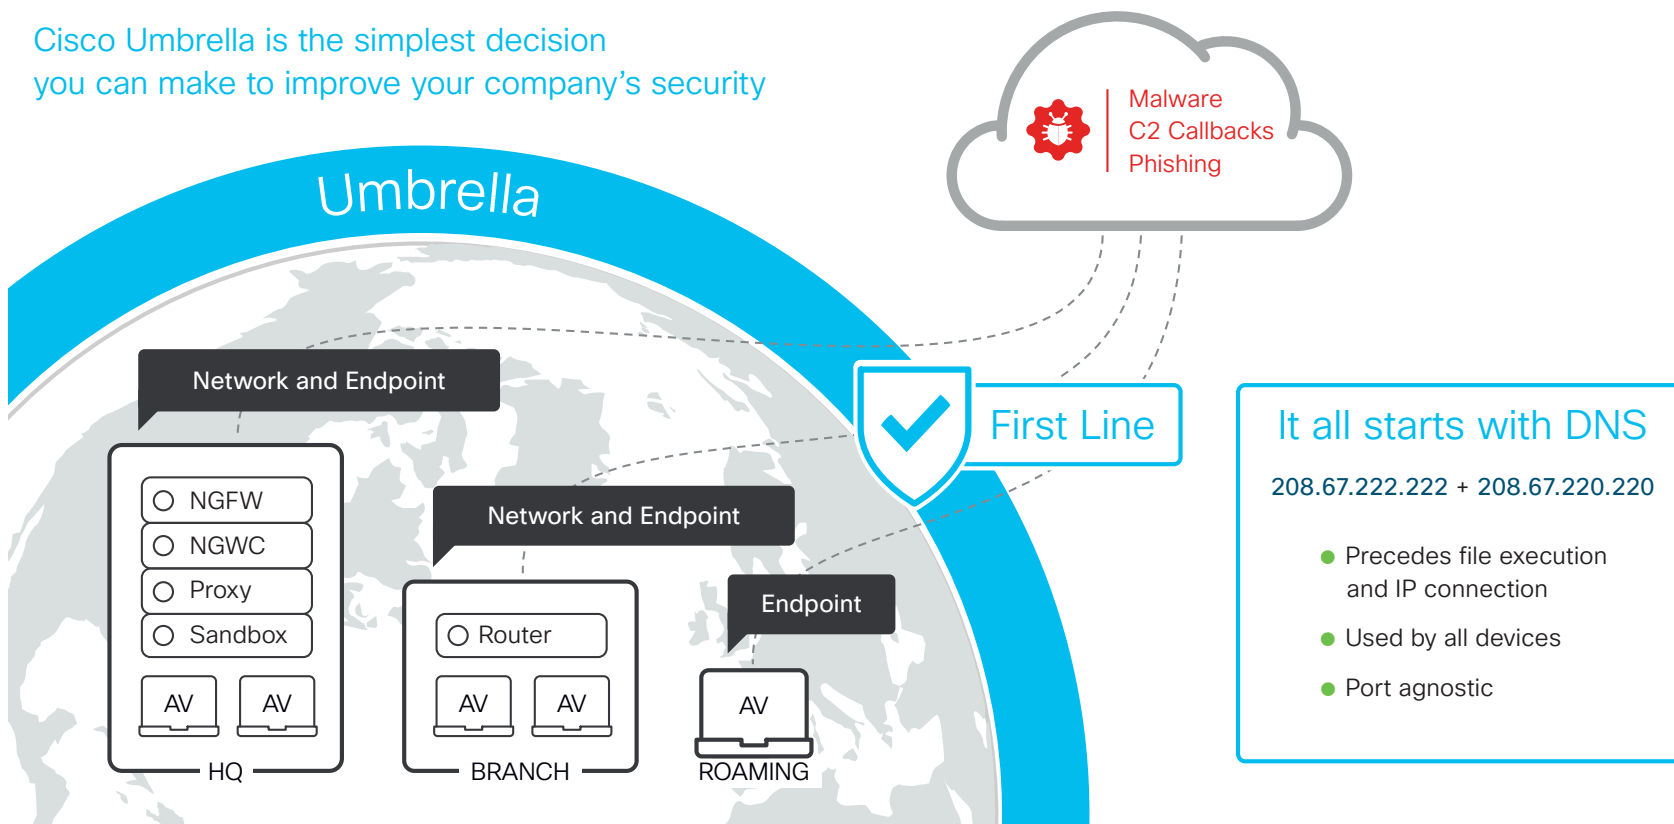 Cisco Umbrella is the simplest decision
you can make to improve your company’s security
Malware
C2 Callbacks
Phishing
Umbrella
Network and Endpoint
First Line
It all starts with DNS
208.67.222.222 + 208.67.220.220
Precedes file execution
and IP connection
Used by all devices
Port agnostic
NGFW
NGWC
Proxy
Sandbox
AV AV
HQ
Network and Endpoint
Router
AV AV
BRANCH
Endpoint
AV
ROAMING